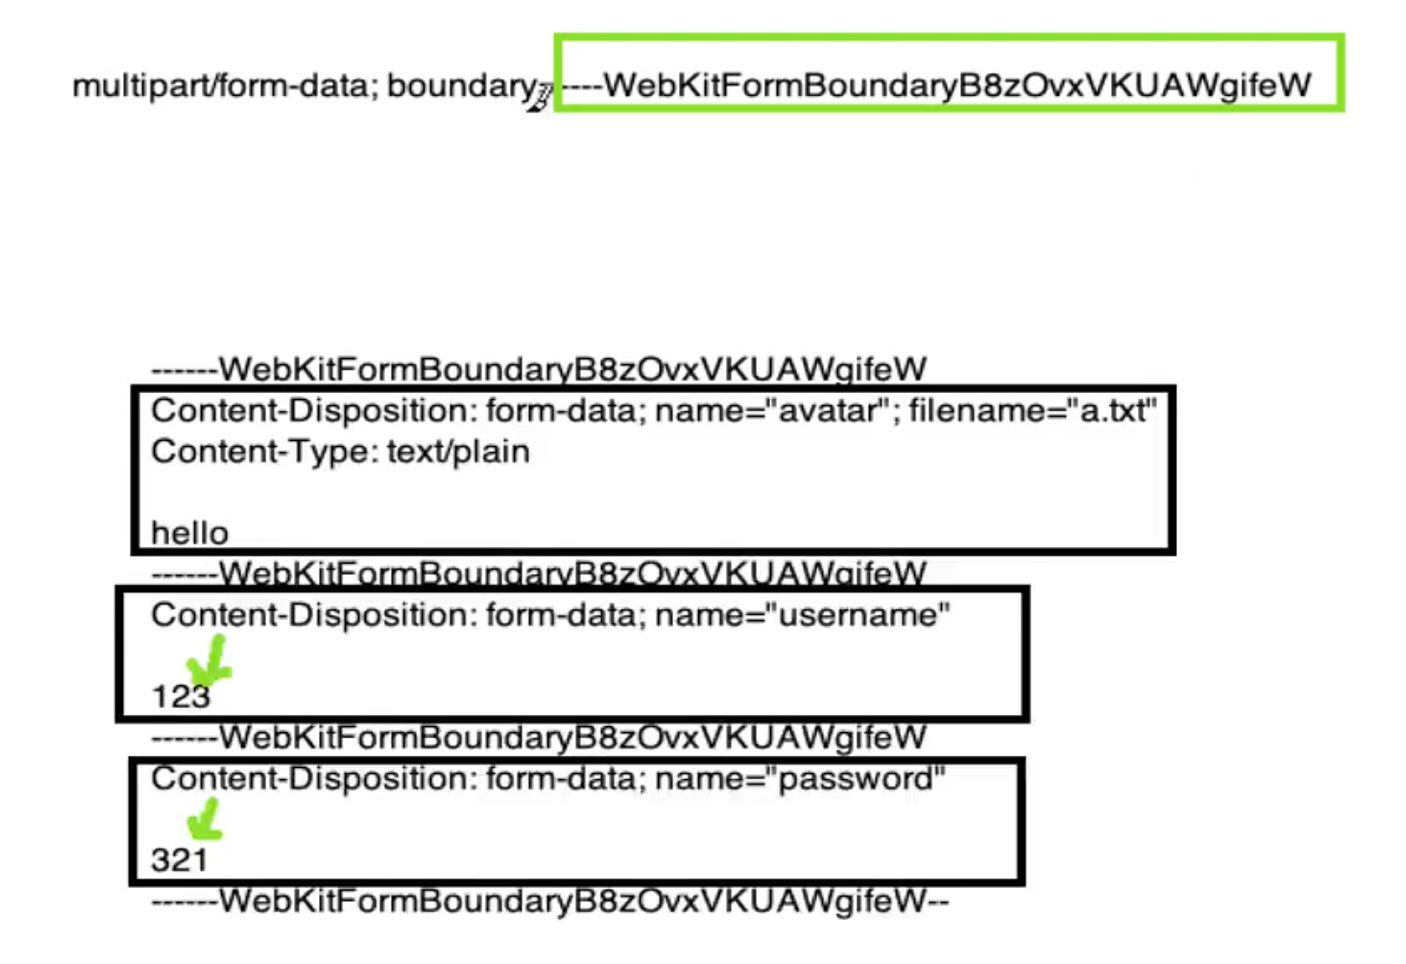 multipart/form-data; boundary=----WebKitFormBoundaryB8zOvxVKUAWgifeW
------WebKitFormBoundaryB8zOvxVKUAWgifeW
Content-Disposition: form-data; name="avatar"; filename="a.txt"
Content-Type: text/plain
hello
------WebKitFormBoundaryB8zOvxVKUAWgifeW
Content-Disposition: form-data; name="username"
123
------WebKitFormBoundaryB8zOvxVKUAWgifeW
Content-Disposition: form-data; name="password"
321
------WebKitFormBoundaryB8zOvxVKUAWgifeW--